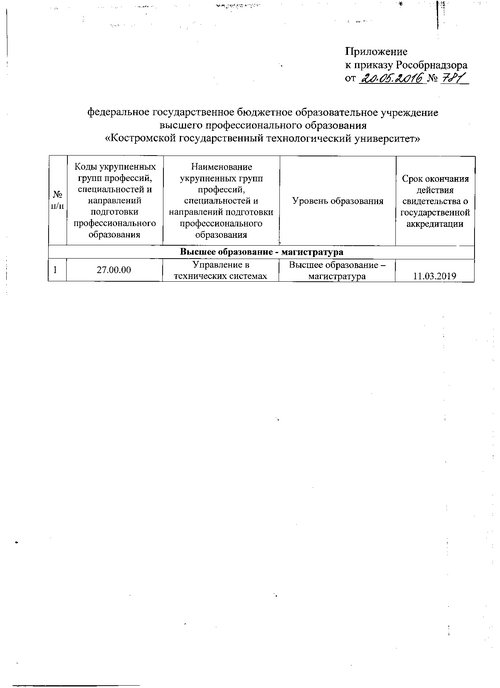 Приложение
к приказу Рособрнадзора
от 20.05.2016 № 781
федеральное государственное бюджетное образовательное учреждение
высшего профессионального образования
«Костромской государственный технологический университет»
№
п/п
Коды укрупненных
групп профессий,
специальностей и
направлений
подготовки
профессионального
образования
Наименование
укрупненных групп
профессий,
специальностей и
направлений подготовки
профессионального
образования
Уровень образования
Срок окончания
действия
свидетельства о
государственной
аккредитации
Высшее образование - магистратура
1
27.00.00
Управление в
технических системах
Высшее образование –
магистратура
11.03.2019